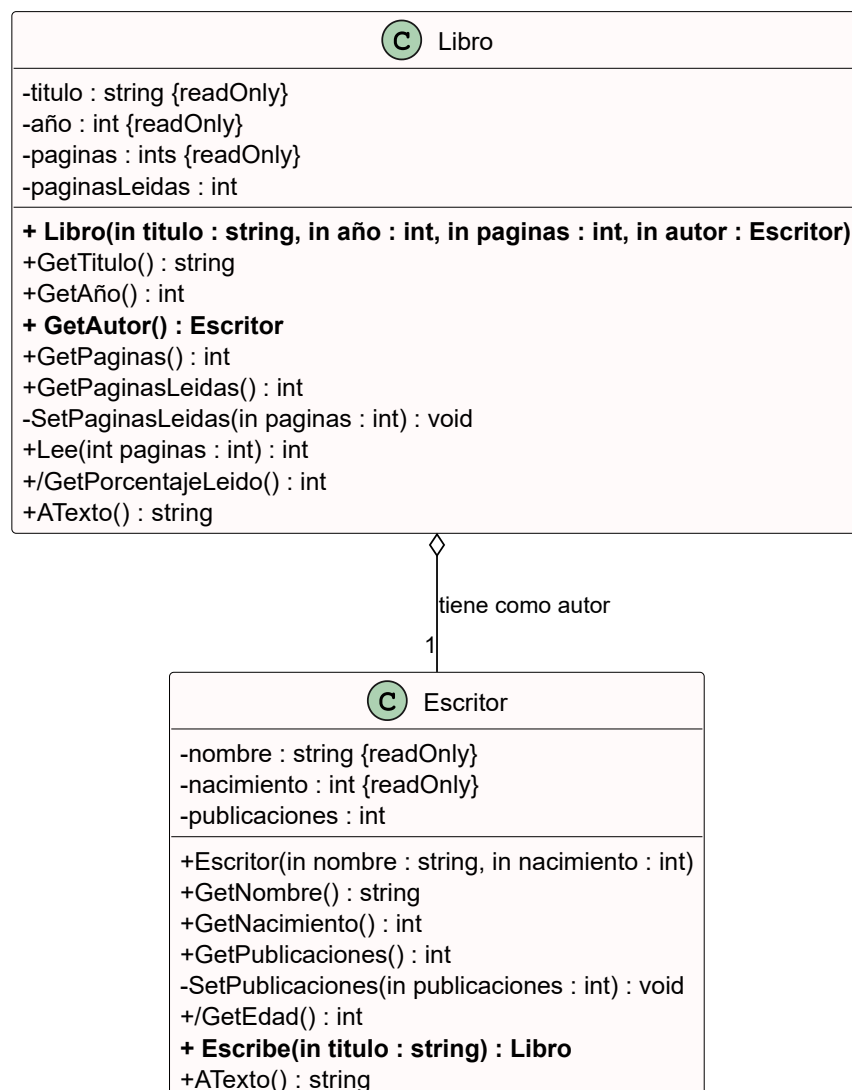 C Libro
-titulo : string {readOnly}
-año : int {readOnly}
-paginas : ints {readOnly}
-paginasLeidas : int
+ Libro(in titulo : string, in año : int, in paginas : int, in autor : Escritor)
+GetTitulo() : string
+GetAño() : int
+ GetAutor() : Escritor
+GetPaginas() : int
+GetPaginasLeidas() : int
-SetPaginasLeidas(in paginas : int) : void
+Lee(int paginas : int) : int
+/GetPorcentajeLeido() : int
+ATexto() : string
tiene como autor
1
C Escritor
-nombre : string {readOnly}
-nacimiento : int {readOnly}
-publicaciones : int
+Escritor(in nombre : string, in nacimiento : int)
+GetNombre() : string
+GetNacimiento() : int
+GetPublicaciones() : int
-SetPublicaciones(in publicaciones : int) : void
+/GetEdad() : int
+ Escribe(in titulo : string) : Libro
+ATexto() : string